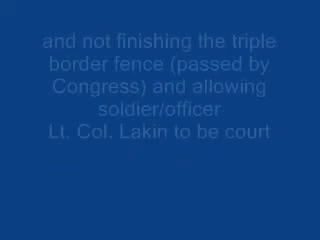 and not finishing the triple
border fence (passed by
Congress) and allowing
soldier/officer
Lt. Col. Lakin to be court